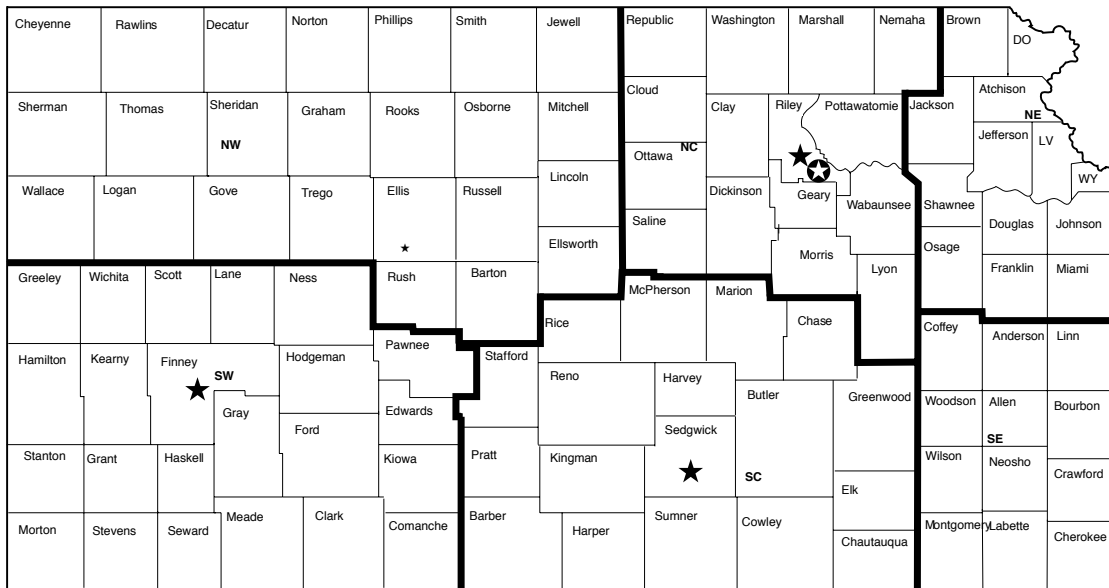 Cheyenne Rawlins Decatur Norton Phillips Smith Jewell Republic Washington Marshall Nemaha Brown
DO
Atchison
Cloud
Sherman Thomas Sheridan Graham Rooks Osborne Mitchell Clay Riley Pottawatomie Jackson
NE
Jefferson LV
NW
NC
Ottawa
WY
Lincoln
Wallace Logan Gove Trego Ellis Russell Dickinson Geary
Wabaunsee Shawnee
Saline
Douglas Johnson
Ellsworth
Osage
Morris
Greeley Wichita Scott Lane Ness Rush Barton Lyon Franklin Miami
McPherson Marion
Rice Chase
Coffey
Anderson Linn
Pawnee
Hamilton Kearny Finney Hodgeman Stafford
SW
Reno Harvey
Butler Greenwood
Woodson Allen Bourbon
Gray
Edwards
Ford
Sedgwick
SE
Stanton Grant Haskell Kiowa Pratt Kingman Wilson
Neosho
Crawford
SC
Elk
Meade Clark Barber Sumner
Cowley
Morton Stevens Seward Comanche Harper Montgomery Labette
Cherokee
Chautauqua